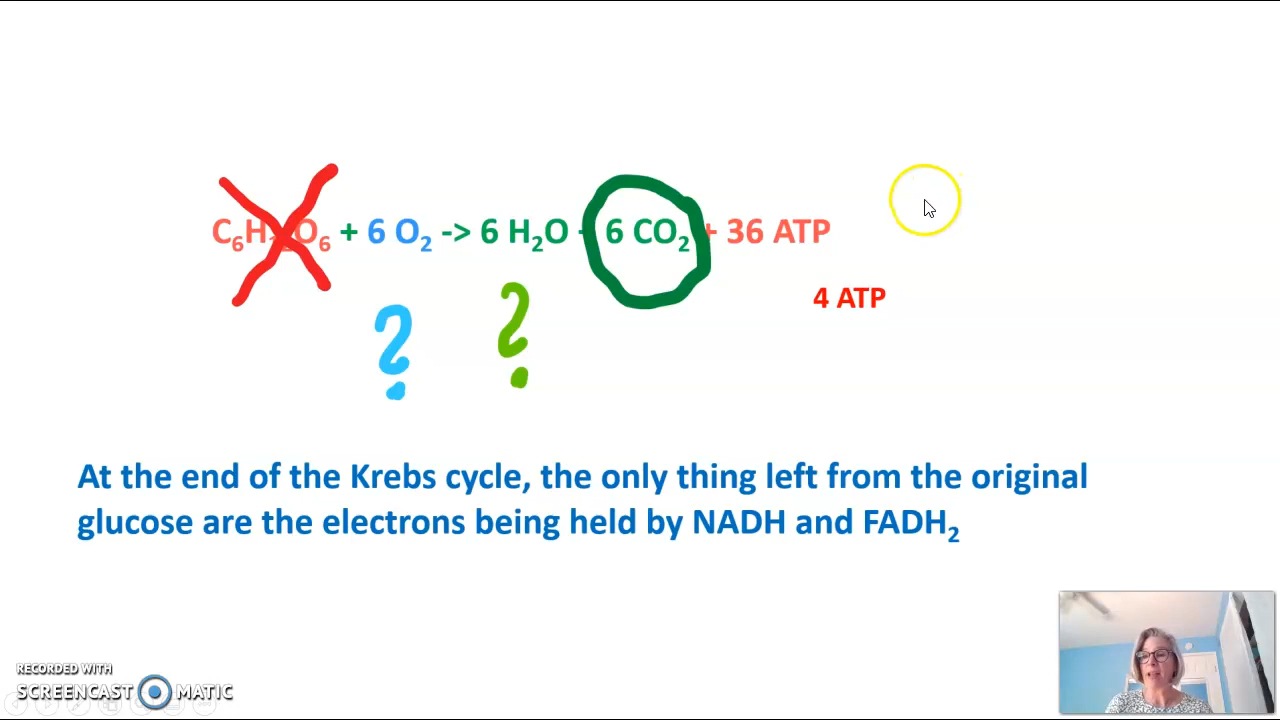 C₆H₁₂O₆ + 6 O₂ -> 6 H₂O + 6 CO₂ + 36 ATP
? ?
4 ATP
At the end of the Krebs cycle, the only thing left from the original
glucose are the electrons being held by NADH and FADH₂
RECORDED WITH
SCREENCAST MATIC